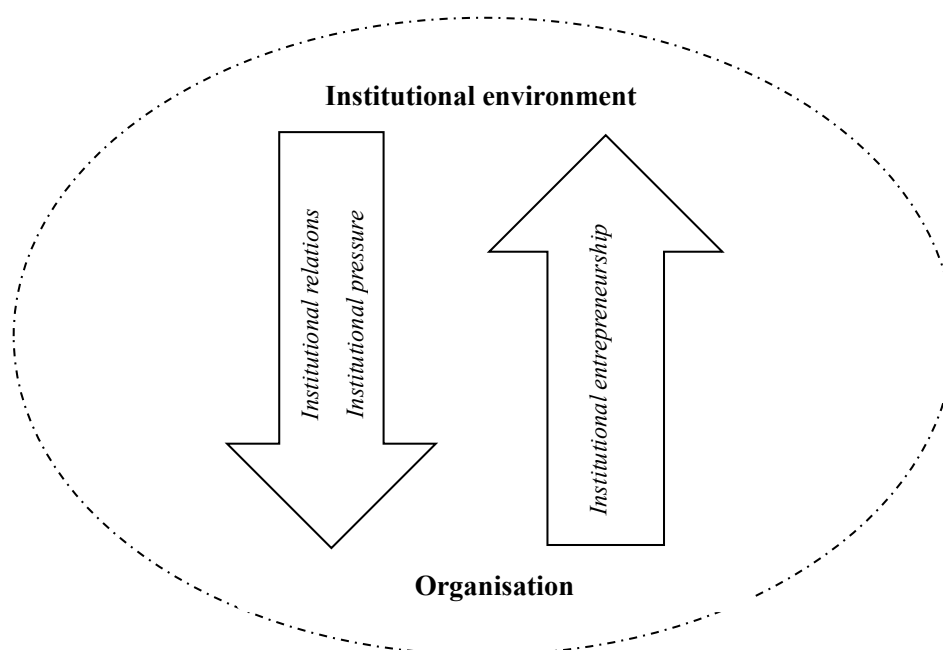 Institutional environment
Institutional relations
Institutional pressure
Institutional entrepreneurship
Organisation